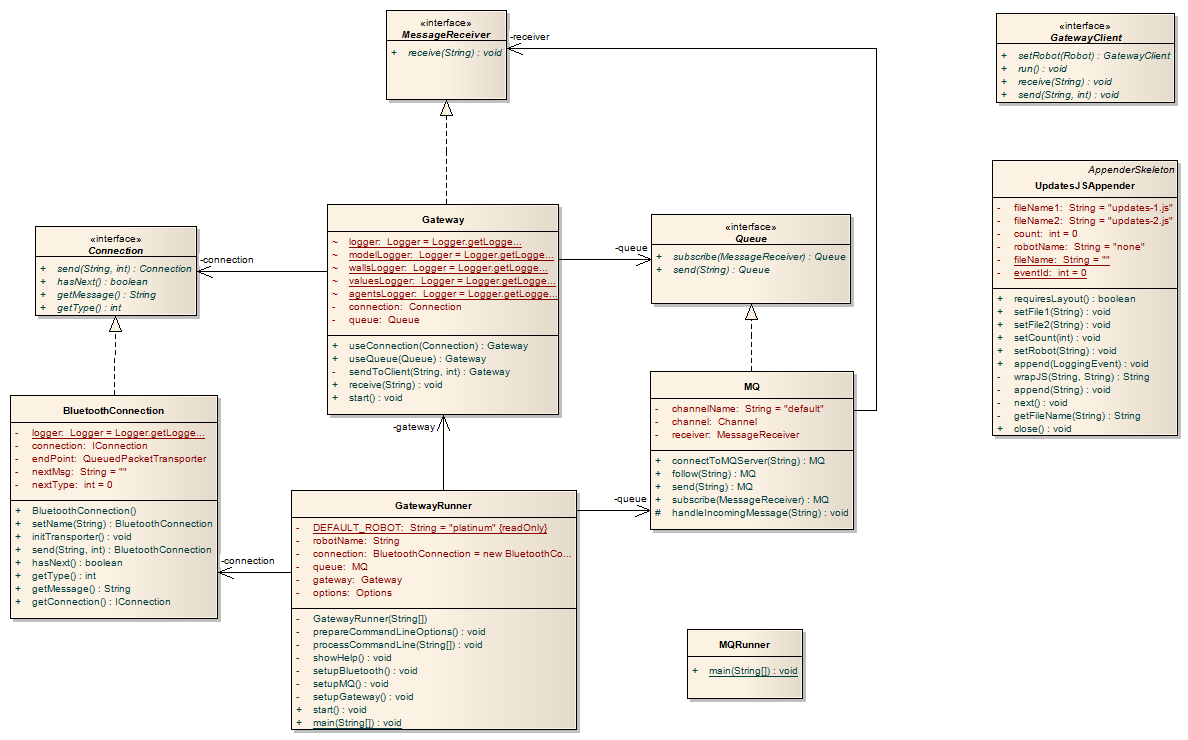 «interface»
MessageReceiver
+ receive(String) : void
-receiver
«interface»
GatewayClient
+ setRobot(Robot) : GatewayClient
+ run() : void
+ receive(String) : void
+ send(String, int) : void
AppenderSkeleton
UpdatesJSAppender
- fileName1: String = "updates-1.js"
- fileName2: String = "updates-2.js"
- count: int = 0
- robotName: String = "none"
- fileName: String = ""
- eventId: int = 0
+ requiresLayout() : boolean
+ setFile1(String) : void
+ setFile2(String) : void
+ setCount(int) : void
+ setRobot(String) : void
+ append(LoggingEvent) : void
- wrapJS(String, String) : String
- append(String) : void
- next() : void
- getFileName(String) : String
+ close() : void
Gateway
~ logger: Logger = Logger.getLogge...
~ modelLogger: Logger = Logger.getLogge...
~ wallsLogger: Logger = Logger.getLogge...
~ valuesLogger: Logger = Logger.getLogge...
~ agentsLogger: Logger = Logger.getLogge...
- connection: Connection
- queue: Queue
+ useConnection(Connection) : Gateway
+ useQueue(Queue) : Gateway
- sendToClient(String, int) : Gateway
+ receive(String) : void
+ start() : void
-connection
-queue
«interface»
Connection
+ send(String, int) : Connection
+ hasNext() : boolean
+ getMessage() : String
+ getType() : int
«interface»
Queue
+ subscribe(MessageReceiver) : Queue
+ send(String) : Queue
MQ
- channelName: String = "default"
- channel: Channel
- receiver: MessageReceiver
+ connectToMQServer(String) : MQ
+ follow(String) : MQ
+ send(String) : MQ
+ subscribe(MessageReceiver) : MQ
# handleIncomingMessage(String) : void
BluetoothConnection
- logger: Logger = Logger.getLogge...
- connection: IConnection
- endPoint: QueuedPacketTransporter
- nextMsg: String = ""
- nextType: int = 0
+ BluetoothConnection()
+ setName(String) : BluetoothConnection
+ initTransporter() : void
+ send(String, int) : BluetoothConnection
+ hasNext() : boolean
+ getType() : int
+ getMessage() : String
+ getConnection() : IConnection
-gateway
-queue
-connection
GatewayRunner
- DEFAULT_ROBOT: String = "platinum" {readOnly}
- robotName: String
- connection: BluetoothConnection = new BluetoothCo...
- queue: MQ
- gateway: Gateway
- options: Options
- GatewayRunner(String[])
- prepareCommandLineOptions() : void
- processCommandLine(String[]) : void
- showHelp() : void
- setupBluetooth() : void
- setupMQ() : void
- setupGateway() : void
+ start() : void
+ main(String[]) : void
MQRunner
+ main(String[]) : void